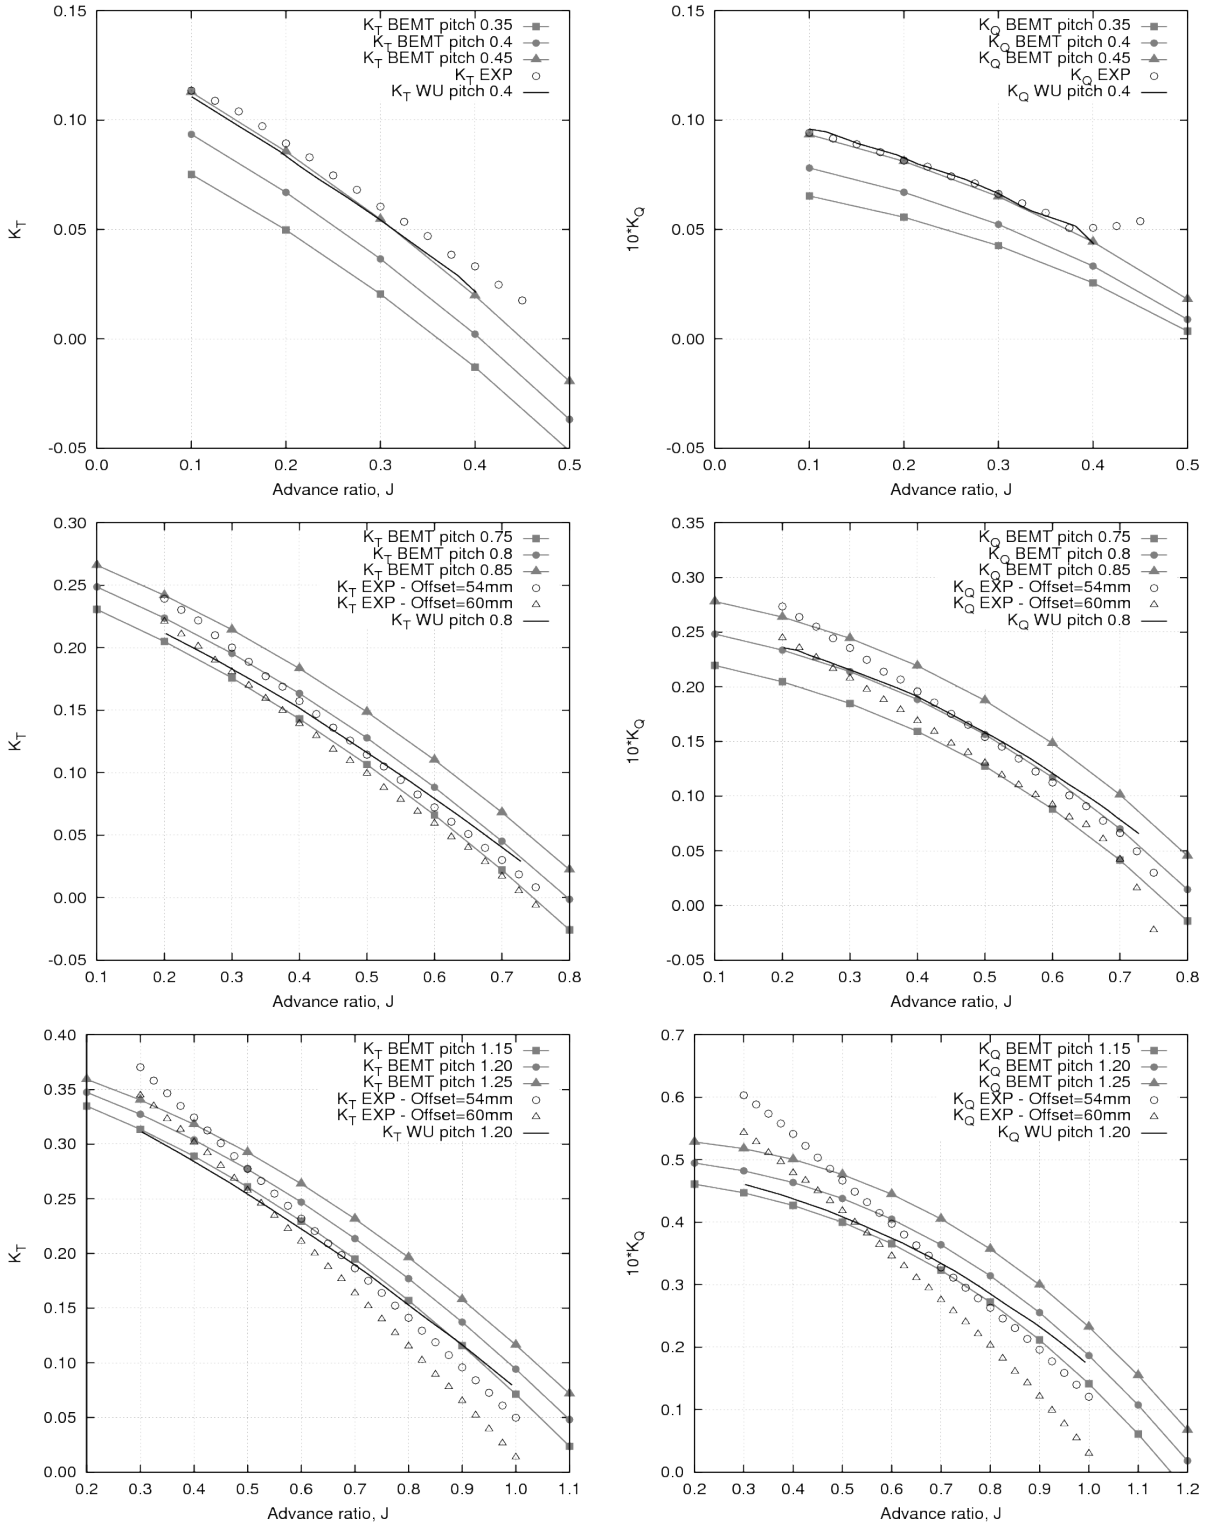 0.15
0.10
0.05
0.00
-0.05
K_T
K_T BEMT pitch 0.35
K_T BEMT pitch 0.4
K_T BEMT pitch 0.45
K_T EXP
K_T WU pitch 0.4
0.0 0.1 0.2 0.3 0.4 0.5
Advance ratio, J
0.15
0.10
0.05
0.00
-0.05
10*K_Q
K_Q BEMT pitch 0.35
K_Q BEMT pitch 0.4
K_Q BEMT pitch 0.45
K_Q EXP
K_Q WU pitch 0.4
0.0 0.1 0.2 0.3 0.4 0.5
Advance ratio, J
0.30
0.25
0.20
0.15
0.10
0.05
0.00
-0.05
K_T
K_T BEMT pitch 0.75
K_T BEMT pitch 0.8
K_T BEMT pitch 0.85
K_T EXP - Offset=54mm
K_T EXP - Offset=60mm
K_T WU pitch 0.8
0.1 0.2 0.3 0.4 0.5 0.6 0.7 0.8
Advance ratio, J
0.35
0.30
0.25
0.20
0.15
0.10
0.05
0.00
-0.05
10*K_Q
K_Q BEMT pitch 0.75
K_Q BEMT pitch 0.8
K_Q BEMT pitch 0.85
K_Q EXP - Offset=54mm
K_Q EXP - Offset=60mm
K_Q WU pitch 0.8
0.1 0.2 0.3 0.4 0.5 0.6 0.7 0.8
Advance ratio, J
0.40
0.35
0.30
0.25
0.20
0.15
0.10
0.05
0.00
K_T
K_T BEMT pitch 1.15
K_T BEMT pitch 1.20
K_T BEMT pitch 1.25
K_T EXP - Offset=54mm
K_T EXP - Offset=60mm
K_T WU pitch 1.20
0.2 0.3 0.4 0.5 0.6 0.7 0.8 0.9 1.0 1.1
Advance ratio, J
0.7
0.6
0.5
0.4
0.3
0.2
0.1
0.0
10*K_Q
K_Q BEMT pitch 1.15
K_Q BEMT pitch 1.20
K_Q BEMT pitch 1.25
K_Q EXP - Offset=54mm
K_Q EXP - Offset=60mm
K_Q WU pitch 1.20
0.2 0.3 0.4 0.5 0.6 0.7 0.8 0.9 1.0 1.1 1.2
Advance ratio, J